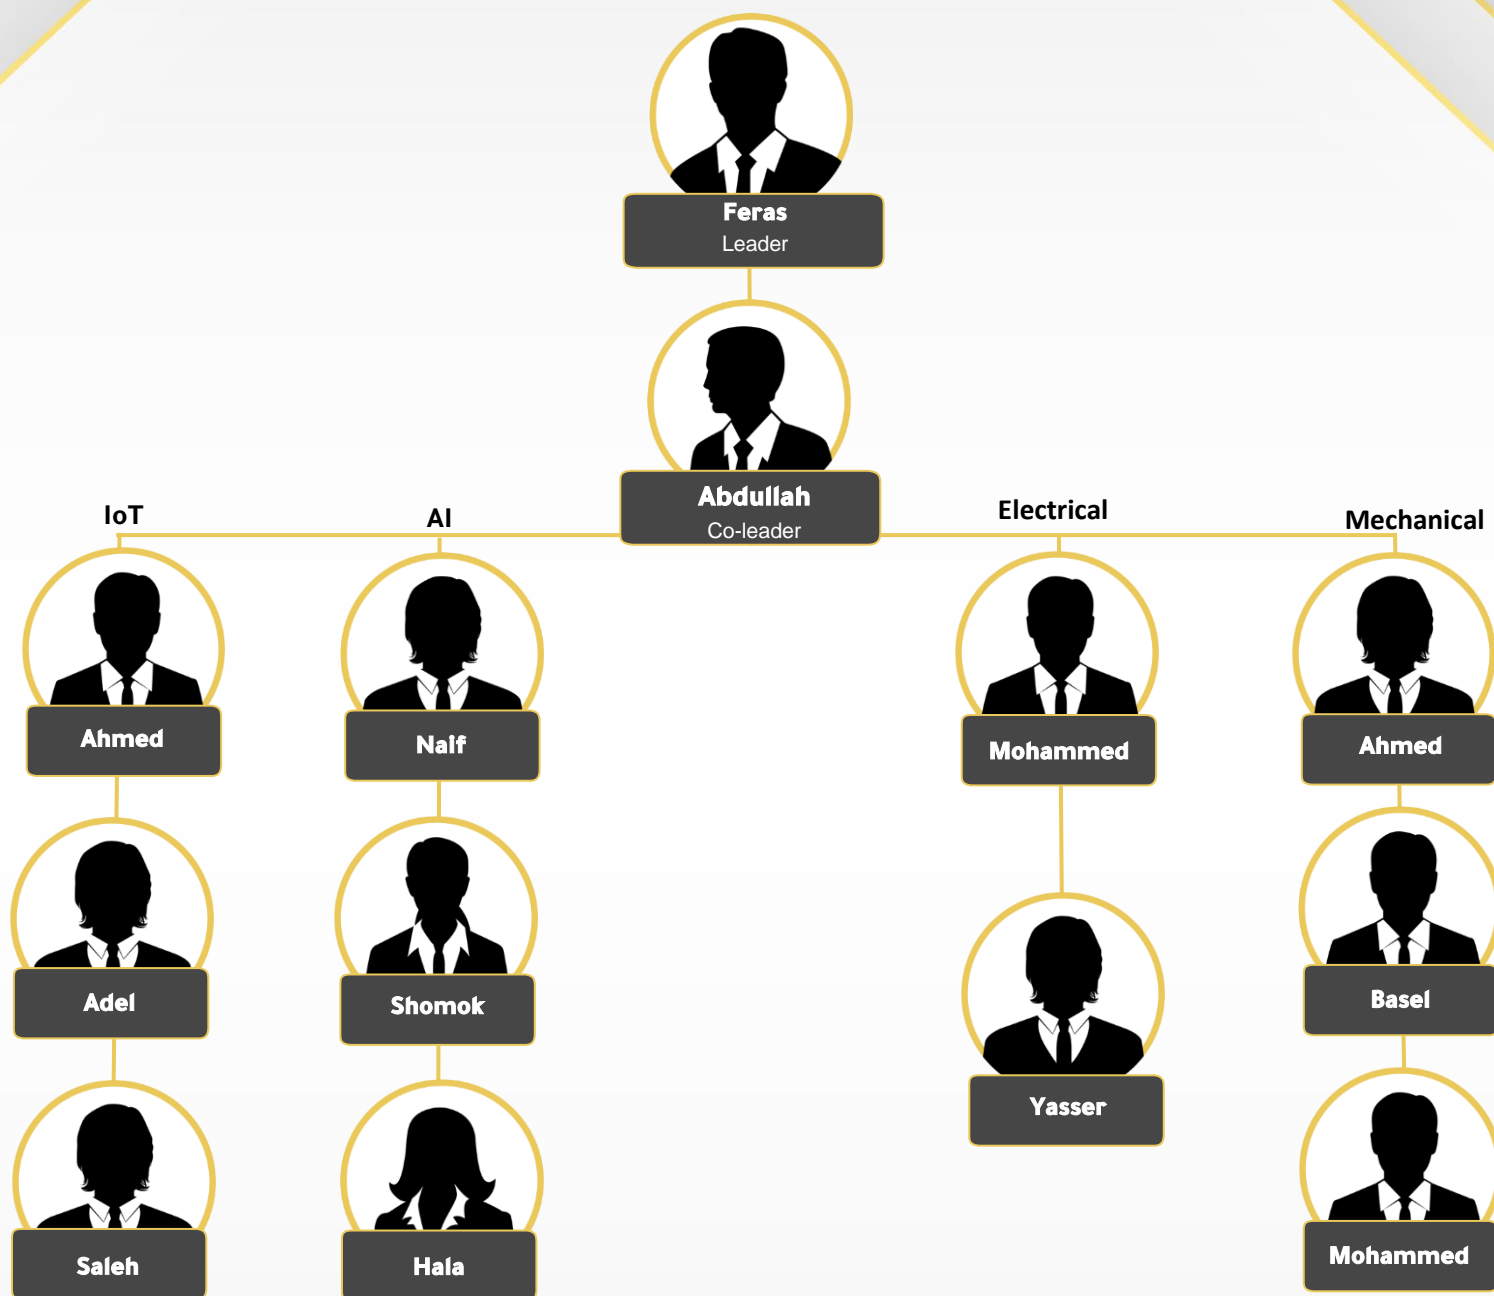 Feras
Leader
Abdullah
Co-leader
IoT
AI
Electrical
Mechanical
Ahmed
Naif
Mohammed
Ahmed
Adel
Shomok
Yasser
Basel
Saleh
Hala
Mohammed